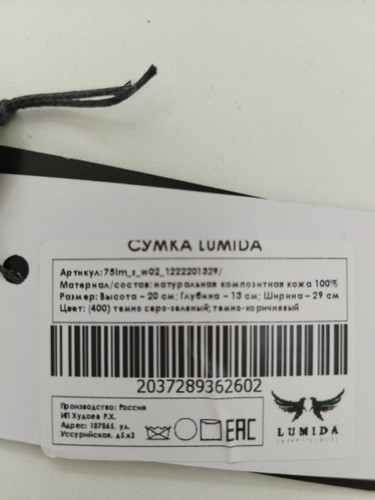 СУМКА LUMIDA
Артикул:75lm_s_w02_1222201329/
Материал/состав: натуральная композитная кожа 100%
Размер: Высота – 20 см; Глубина – 13 см; Ширина – 29 см
Цвет: (400) темно серо-зеленый; темно-коричневый
2037289362602
Производство: Россия
ИП Худоев Р.Х.
Адрес: 107065, ул.
Уссурийская, д5.к2
EAC
LUMIDA